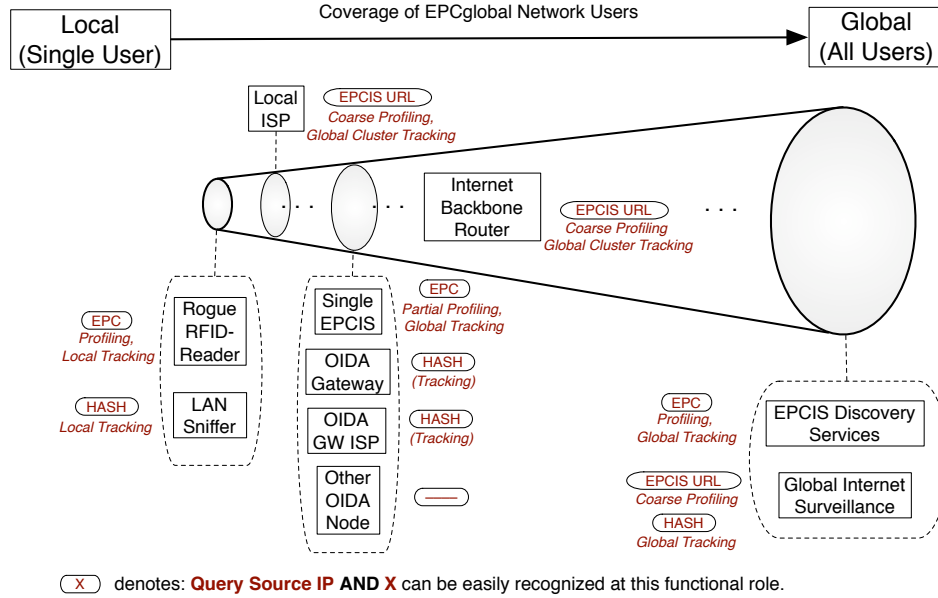 Coverage of EPCglobal Network Users
Local
(Single User)
Global
(All Users)
Local
ISP
EPCIS URL
Coarse Profiling,
Global Cluster Tracking
. . .
. . .
Internet
Backbone
Router
EPCIS URL
Coarse Profiling
Global Cluster Tracking
. . .
EPC
Profiling,
Local Tracking
Rogue
RFID-
Reader
HASH
Local Tracking
LAN
Sniffer
Single
EPCIS
EPC
Partial Profiling,
Global Tracking
OIDA
Gateway
HASH
(Tracking)
OIDA
GW ISP
HASH
(Tracking)
Other
OIDA
Node
EPC
Profiling,
Global Tracking
EPCIS Discovery
Services
EPCIS URL
Coarse Profiling
HASH
Global Tracking
Global Internet
Surveillance
X denotes: Query Source IP AND X can be easily recognized at this functional role.